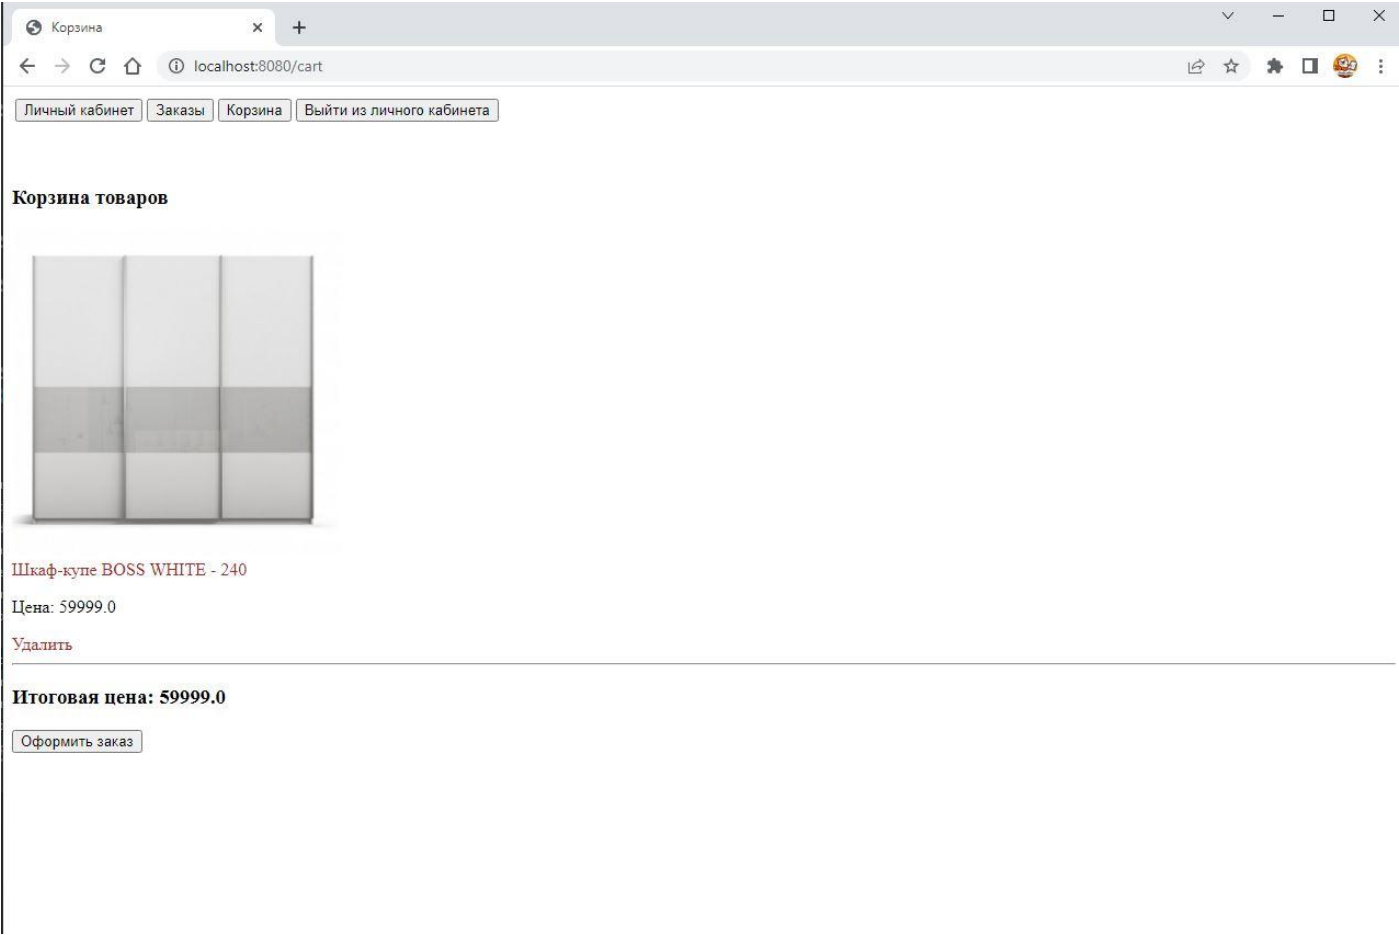 Корзина
localhost:8080/cart
Личный кабинет Заказы Корзина Выйти из личного кабинета
Корзина товаров
Шкаф-купе BOSS WHITE - 240
Цена: 59999.0
Удалить
Итоговая цена: 59999.0
Оформить заказ